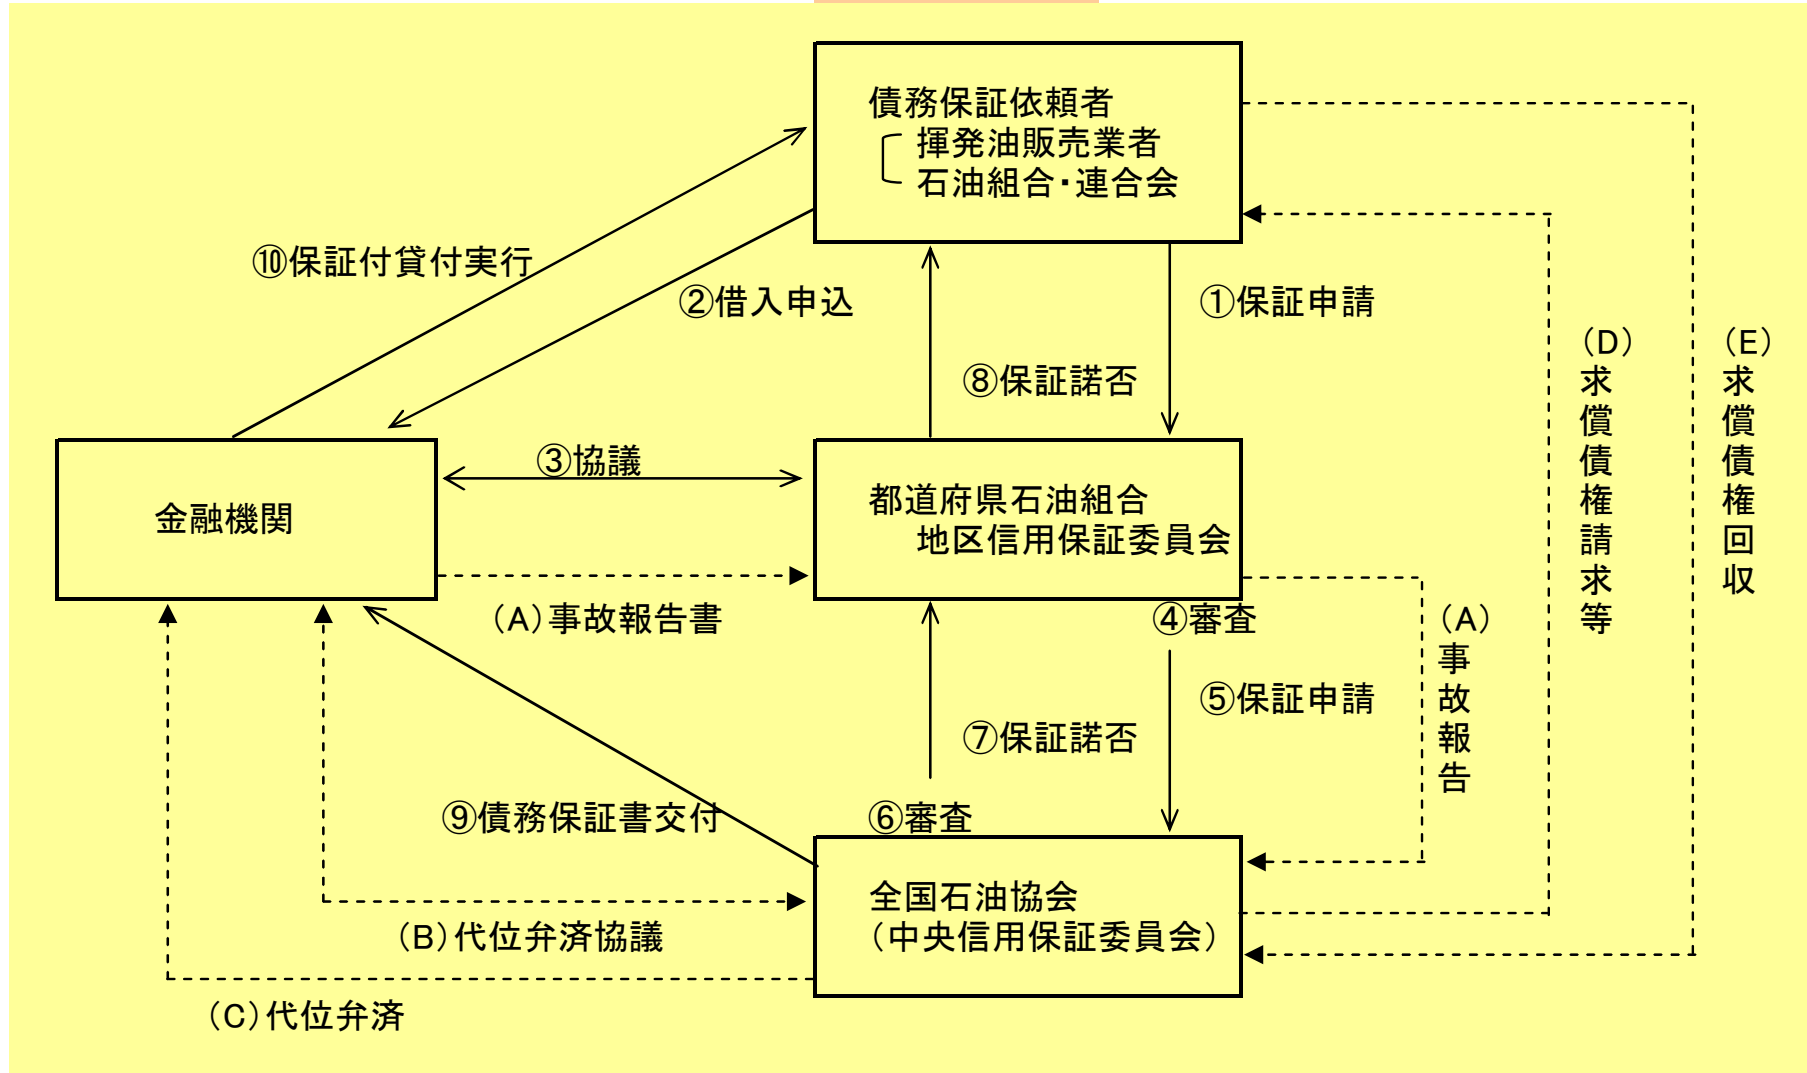 債務保証依頼者
揮発油販売業者
石油組合・連合会
⑩保証付貸付実行
②借入申込
①保証申請
⑧保証諾否
(D)求償債権請求等
(E)求償債権回収
③協議
金融機関
都道府県石油組合
地区信用保証委員会
(A)事故報告書
④審査
(A)事故報告
⑤保証申請
⑦保証諾否
⑨債務保証書交付
⑥審査
全国石油協会
(中央信用保証委員会)
(B)代位弁済協議
(C)代位弁済